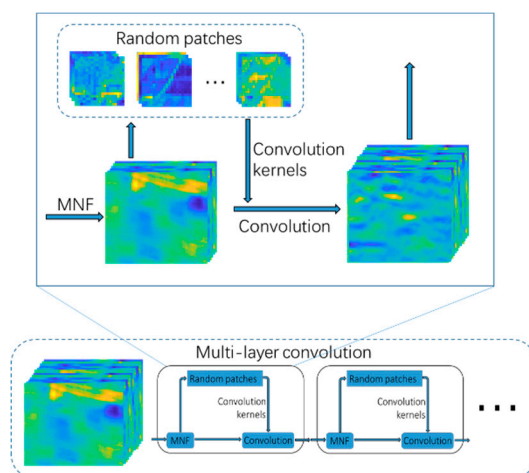 Random patches
...
MNF
Convolution
kernels
Convolution
Multi-layer convolution
Random patches
Convolution
kernels
MNF
Convolution
Random patches
Convolution
kernels
MNF
Convolution
...